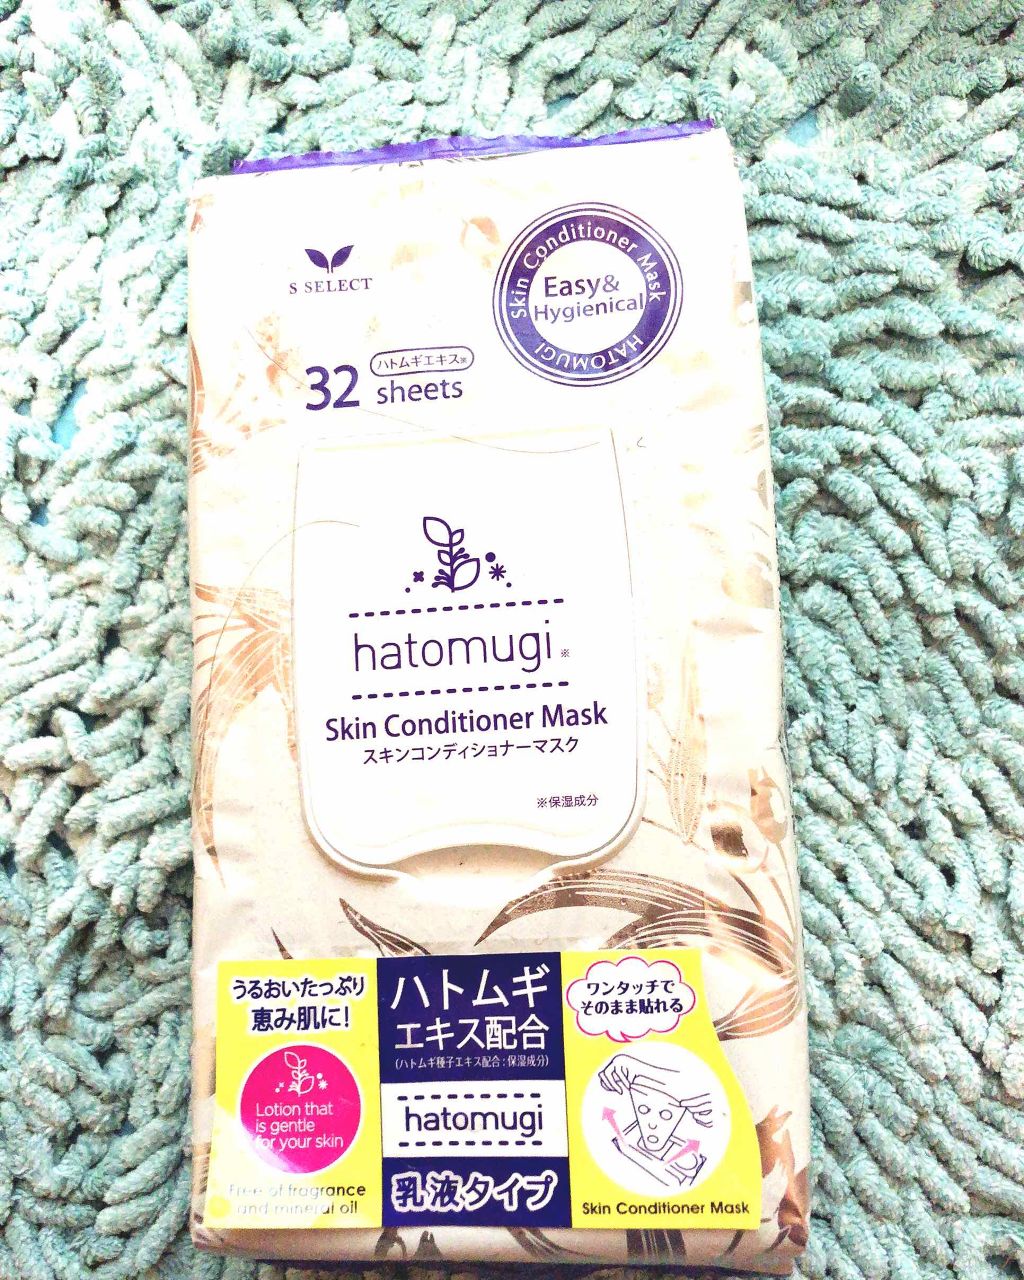 S SELECT
Skin Conditioner Mask
Easy&
Hygienical
HATOMUGI
ハトムギエキス※
32 sheets
hatomugi※
Skin Conditioner Mask
スキンコンディショナーマスク
※保湿成分
うるおいたっぷり
恵み肌に!
Lotion that
is gentle
for your skin
Free of fragrance
and mineral oil
ハトムギ
エキス配合
(ハトムギ種子エキス配合:保湿成分)
hatomugi
乳液タイプ
ワンタッチで
そのまま貼れる
Skin Conditioner Mask